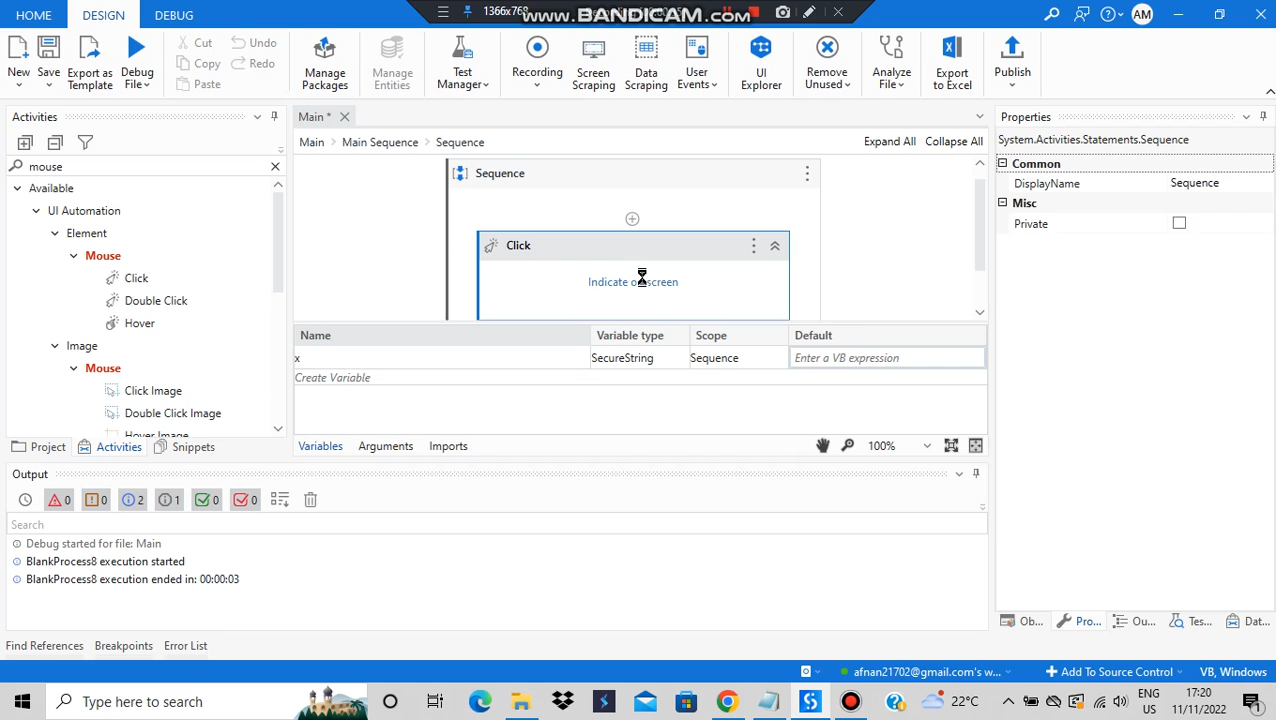 HOME DESIGN DEBUG 1366x768 www.BANDICAM.com AM
New Save Export as Template Debug File Cut Copy Paste Undo Redo Manage Packages Manage Entities Test Manager Recording Screen Scraping Data Scraping User Events UI Explorer Remove Unused Analyze File Export to Excel Publish
Activities
mouse
Available
UI Automation
Element
Mouse
Click
Double Click
Hover
Image
Mouse
Click Image
Double Click Image
Hover Image
Project Activities Snippets
Main *
Main > Main Sequence > Sequence Expand All Collapse All
Sequence
Click
Indicate on screen
Name Variable type Scope Default
x SecureString Sequence Enter a VB expression
Create Variable
Variables Arguments Imports 100%
Properties
System.Activities.Statements.Sequence
Common
DisplayName Sequence
Misc
Private
Ob... Pro... Ou... Tes... Dat...
Output
0 0 2 1 0 0
Search
Debug started for file: Main
BlankProcess8 execution started
BlankProcess8 execution ended in: 00:00:03
Find References Breakpoints Error List
afnan21702@gmail.com's w... Add To Source Control VB, Windows
Type here to search 22°C ENG US 17:20 11/11/2022 1